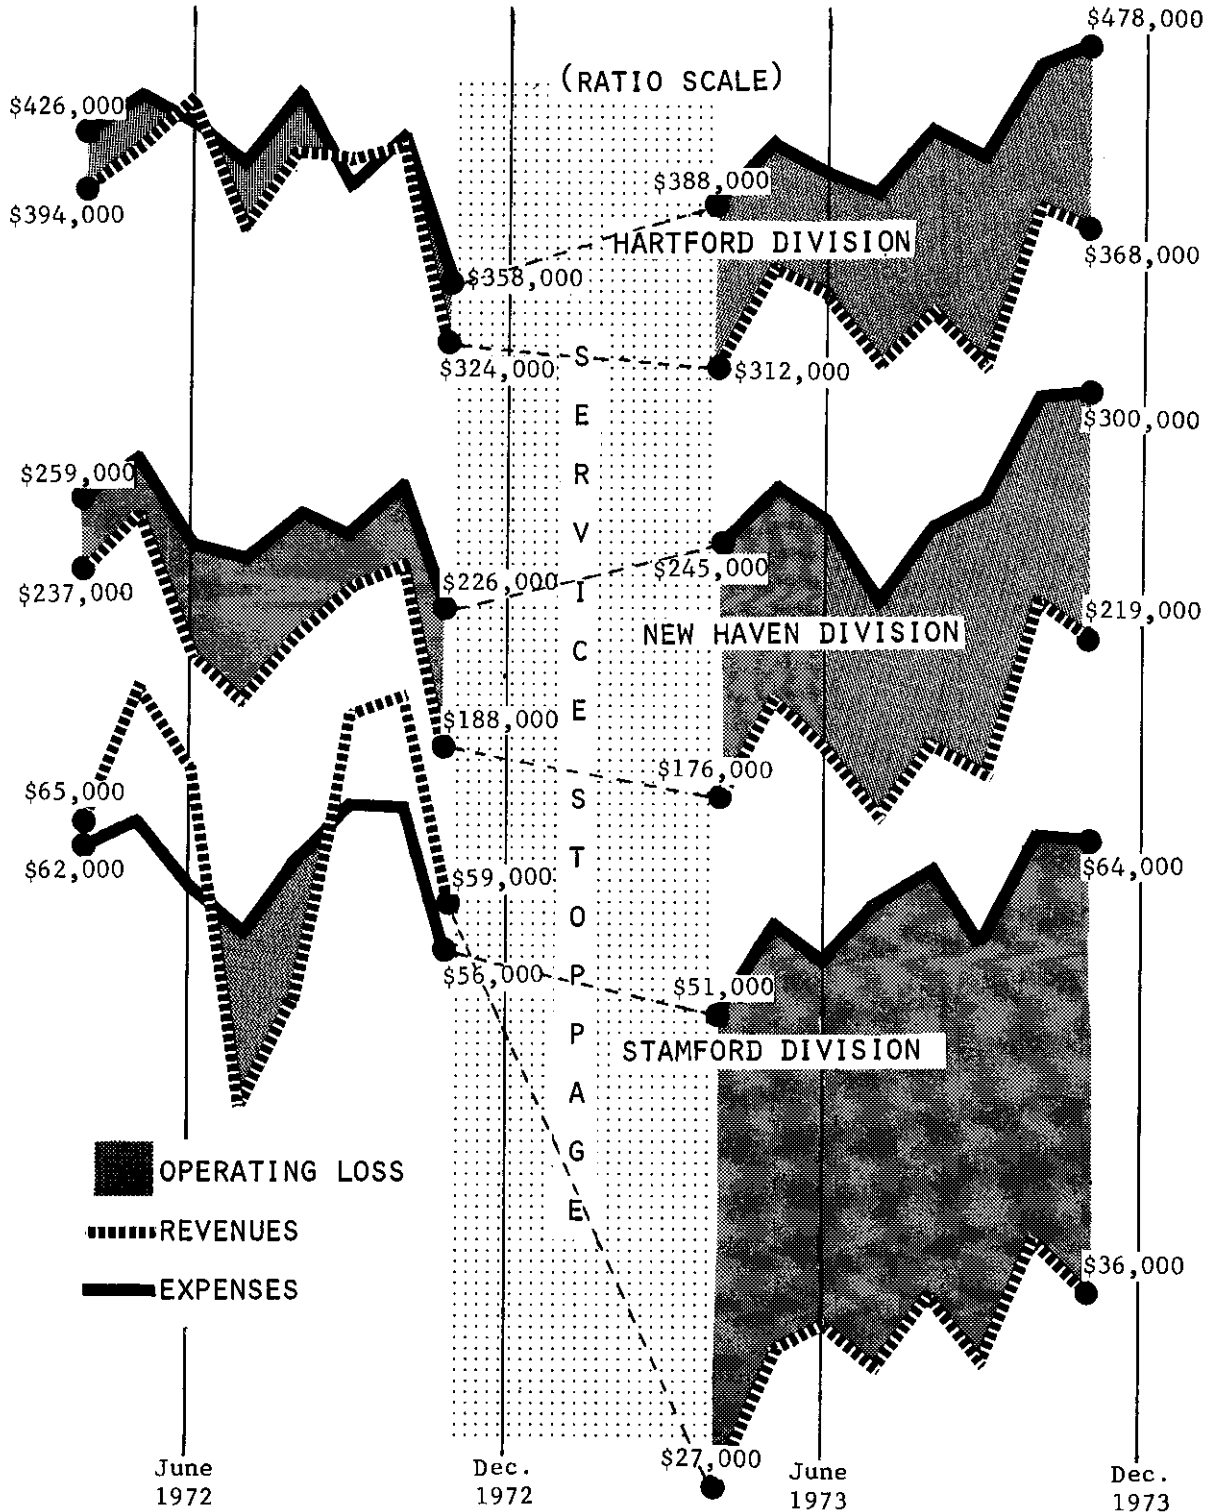 $478,000
(RATIO SCALE)
$426,000
$388,000
$394,000
HARTFORD DIVISION
$368,000
$358,000
$324,000
$312,000
$300,000
$259,000
$245,000
$226,000
$237,000
$219,000
NEW HAVEN DIVISION
$188,000
$176,000
$65,000
$62,000
$64,000
$59,000
$56,000
$51,000
STAMFORD DIVISION
SERVICE STOPPAGE
OPERATING LOSS
REVENUES
EXPENSES
$36,000
$27,000
June
1972
Dec.
1972
June
1973
Dec.
1973